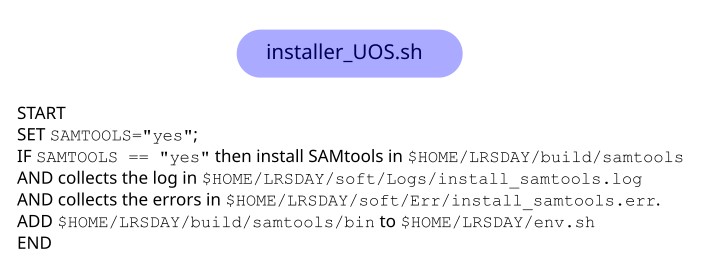 installer_UOS.sh
START
SET SAMTOOLS="yes";
IF SAMTOOLS == "yes" then install SAMtools in $HOME/LRSDAY/build/samtools
AND collects the log in $HOME/LRSDAY/soft/Logs/install_samtools.log
AND collects the errors in $HOME/LRSDAY/soft/Err/install_samtools.err.
ADD $HOME/LRSDAY/build/samtools/bin to $HOME/LRSDAY/env.sh
END